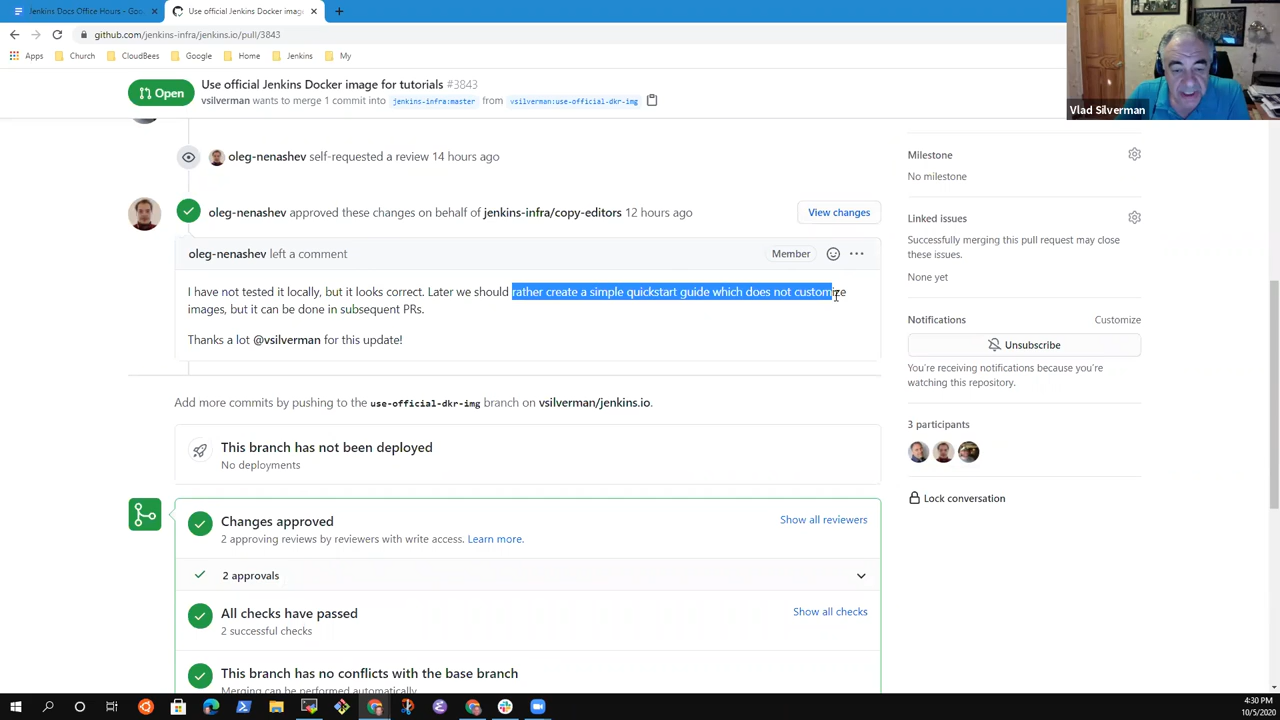 Jenkins Docs Office Hours - Goo
Use official Jenkins Docker imag
github.com/jenkins-infra/jenkins.io/pull/3843
Apps
Church
CloudBees
Google
Home
Jenkins
My
Open
Use official Jenkins Docker image for tutorials #3843
vsilverman wants to merge 1 commit into jenkins-infra:master from vsilverman:use-official-dkr-img
Vlad Silverman
oleg-nenashev self-requested a review 14 hours ago
oleg-nenashev approved these changes on behalf of jenkins-infra/copy-editors 12 hours ago
View changes
oleg-nenashev left a comment
Member
I have not tested it locally, but it looks correct. Later we should rather create a simple quickstart guide which does not customize
images, but it can be done in subsequent PRs.
Thanks a lot @vsilverman for this update!
Add more commits by pushing to the use-official-dkr-img branch on vsilverman/jenkins.io.
This branch has not been deployed
No deployments
Changes approved
Show all reviewers
2 approving reviews by reviewers with write access. Learn more.
2 approvals
All checks have passed
Show all checks
2 successful checks
This branch has no conflicts with the base branch
Merging can be performed automatically.
Milestone
No milestone
Linked issues
Successfully merging this pull request may close
these issues.
None yet
Notifications
Customize
Unsubscribe
You're receiving notifications because you're
watching this repository.
3 participants
Lock conversation
4:30 PM
10/5/2020